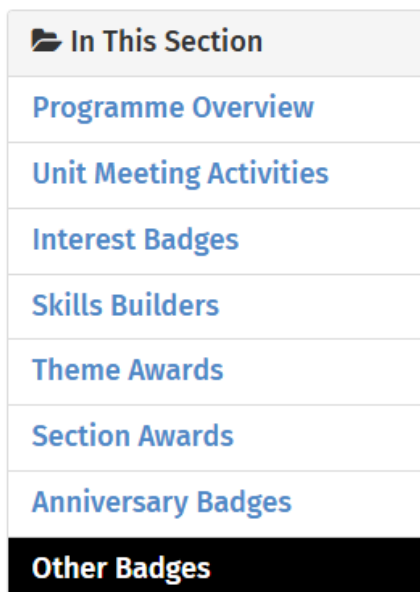 In This Section
Programme Overview
Unit Meeting Activities
Interest Badges
Skills Builders
Theme Awards
Section Awards
Anniversary Badges
Other Badges